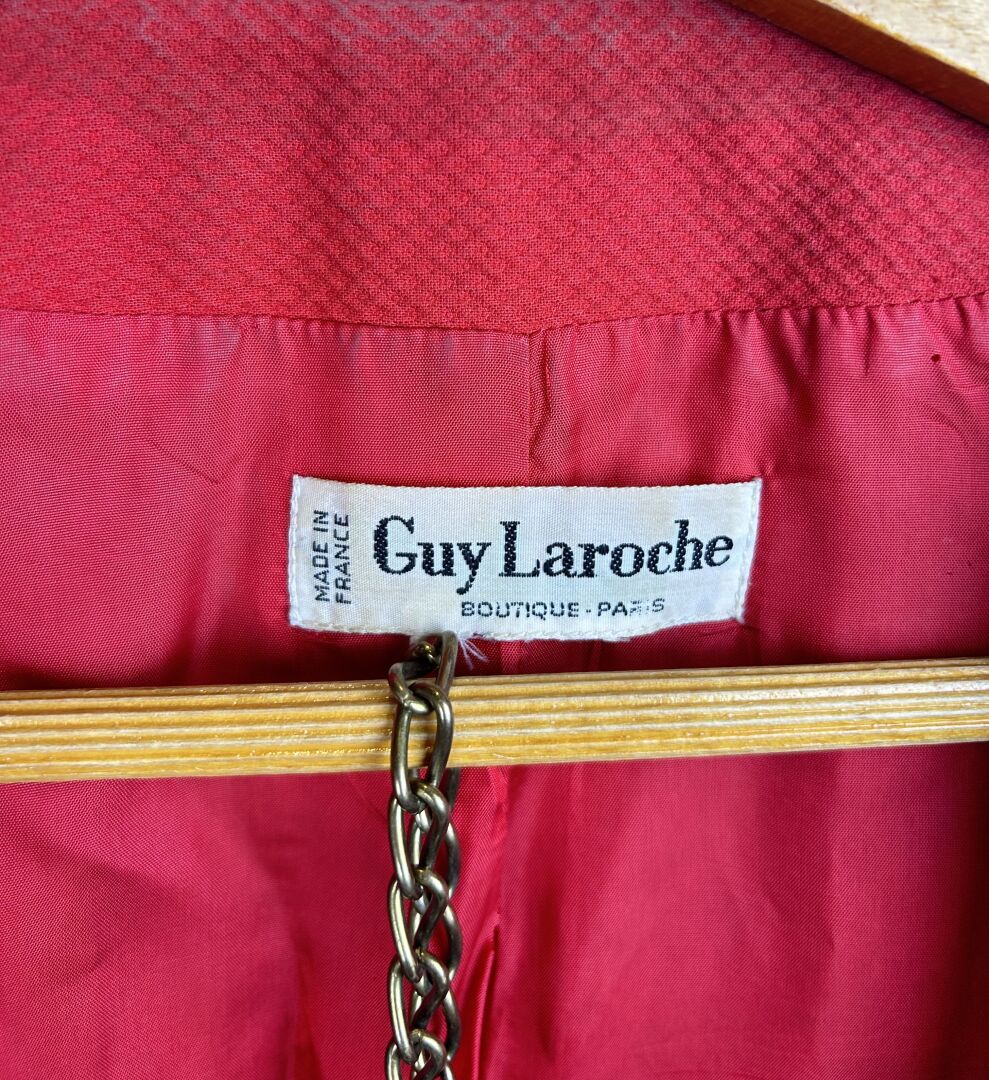 MADE IN
FRANCE
Guy Laroche
BOUTIQUE - PARIS